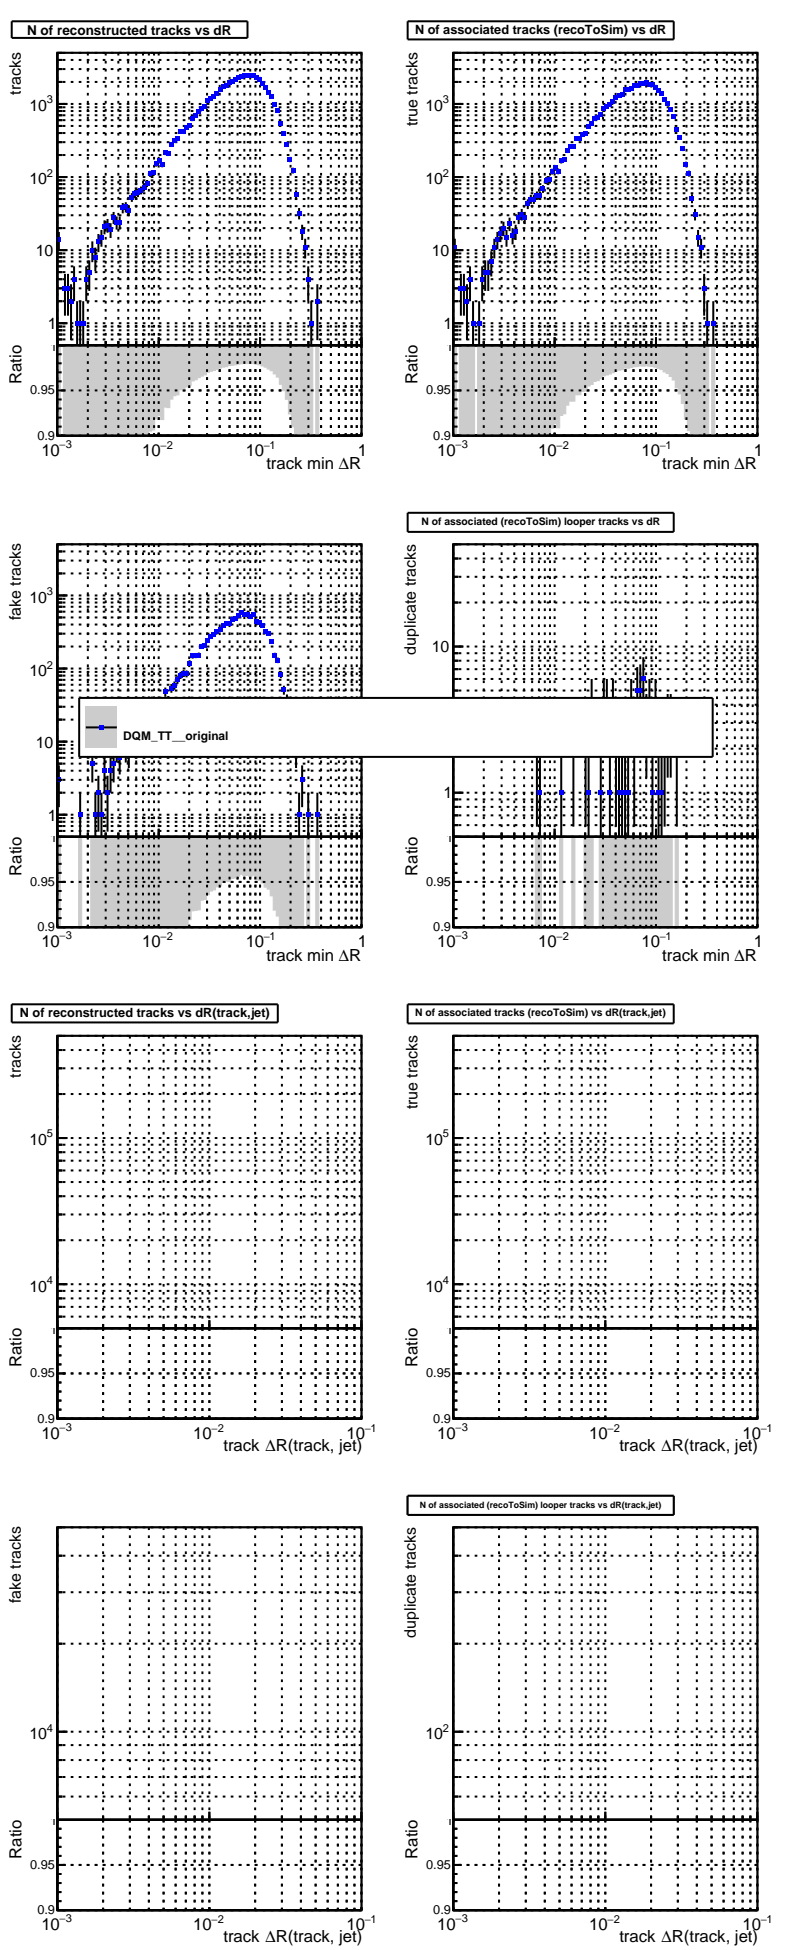 N of reconstructed tracks vs dR
tracks
10³
10²
10
1
Ratio
1
0.95
0.9
10⁻³ 10⁻² 10⁻¹ 1
track min ΔR
N of associated tracks (recoToSim) vs dR
true tracks
10³
10²
10
1
Ratio
1
0.95
0.9
10⁻³ 10⁻² 10⁻¹ 1
track min ΔR
fake tracks
10³
10²
10
1
Ratio
1
0.95
0.9
10⁻³ 10⁻² 10⁻¹ 1
track min ΔR
N of associated (recoToSim) looper tracks vs dR
duplicate tracks
10
1
Ratio
1
0.95
0.9
10⁻³ 10⁻² 10⁻¹ 1
track min ΔR
DQM_TT__original
N of reconstructed tracks vs dR(track,jet)
tracks
10⁵
10⁴
Ratio
1
0.95
0.9
10⁻³ 10⁻² 10⁻¹
track ΔR(track, jet)
N of associated tracks (recoToSim) vs dR(track,jet)
true tracks
10⁵
10⁴
Ratio
1
0.95
0.9
10⁻³ 10⁻² 10⁻¹
track ΔR(track, jet)
fake tracks
10⁴
Ratio
1
0.95
0.9
10⁻³ 10⁻² 10⁻¹
track ΔR(track, jet)
N of associated (recoToSim) looper tracks vs dR(track,jet)
duplicate tracks
10²
Ratio
1
0.95
0.9
10⁻³ 10⁻² 10⁻¹
track ΔR(track, jet)